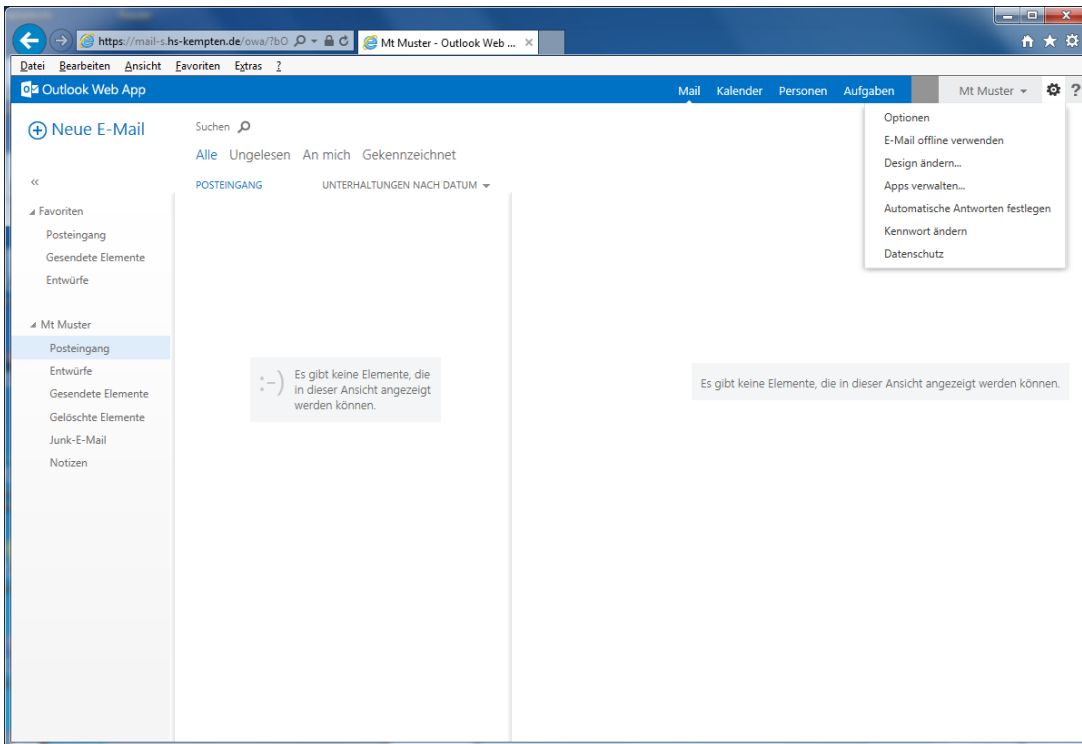 https://mail-s.hs-kempten.de/owa/?bO
Mt Muster - Outlook Web ...
Datei Bearbeiten Ansicht Favoriten Extras ?
Outlook Web App
Mail Kalender Personen Aufgaben Mt Muster ?
Neue E-Mail
Suchen
Alle Ungelesen An mich Gekennzeichnet
POSTEINGANG UNTERHALTUNGEN NACH DATUM
Favoriten
Posteingang
Gesendete Elemente
Entwürfe
Mt Muster
Posteingang
Entwürfe
Gesendete Elemente
Gelöschte Elemente
Junk-E-Mail
Notizen
:-)
Es gibt keine Elemente, die
in dieser Ansicht angezeigt
werden können.
Optionen
E-Mail offline verwenden
Design ändern...
Apps verwalten...
Automatische Antworten festlegen
Kennwort ändern
Datenschutz
Es gibt keine Elemente, die in dieser Ansicht angezeigt werden können.